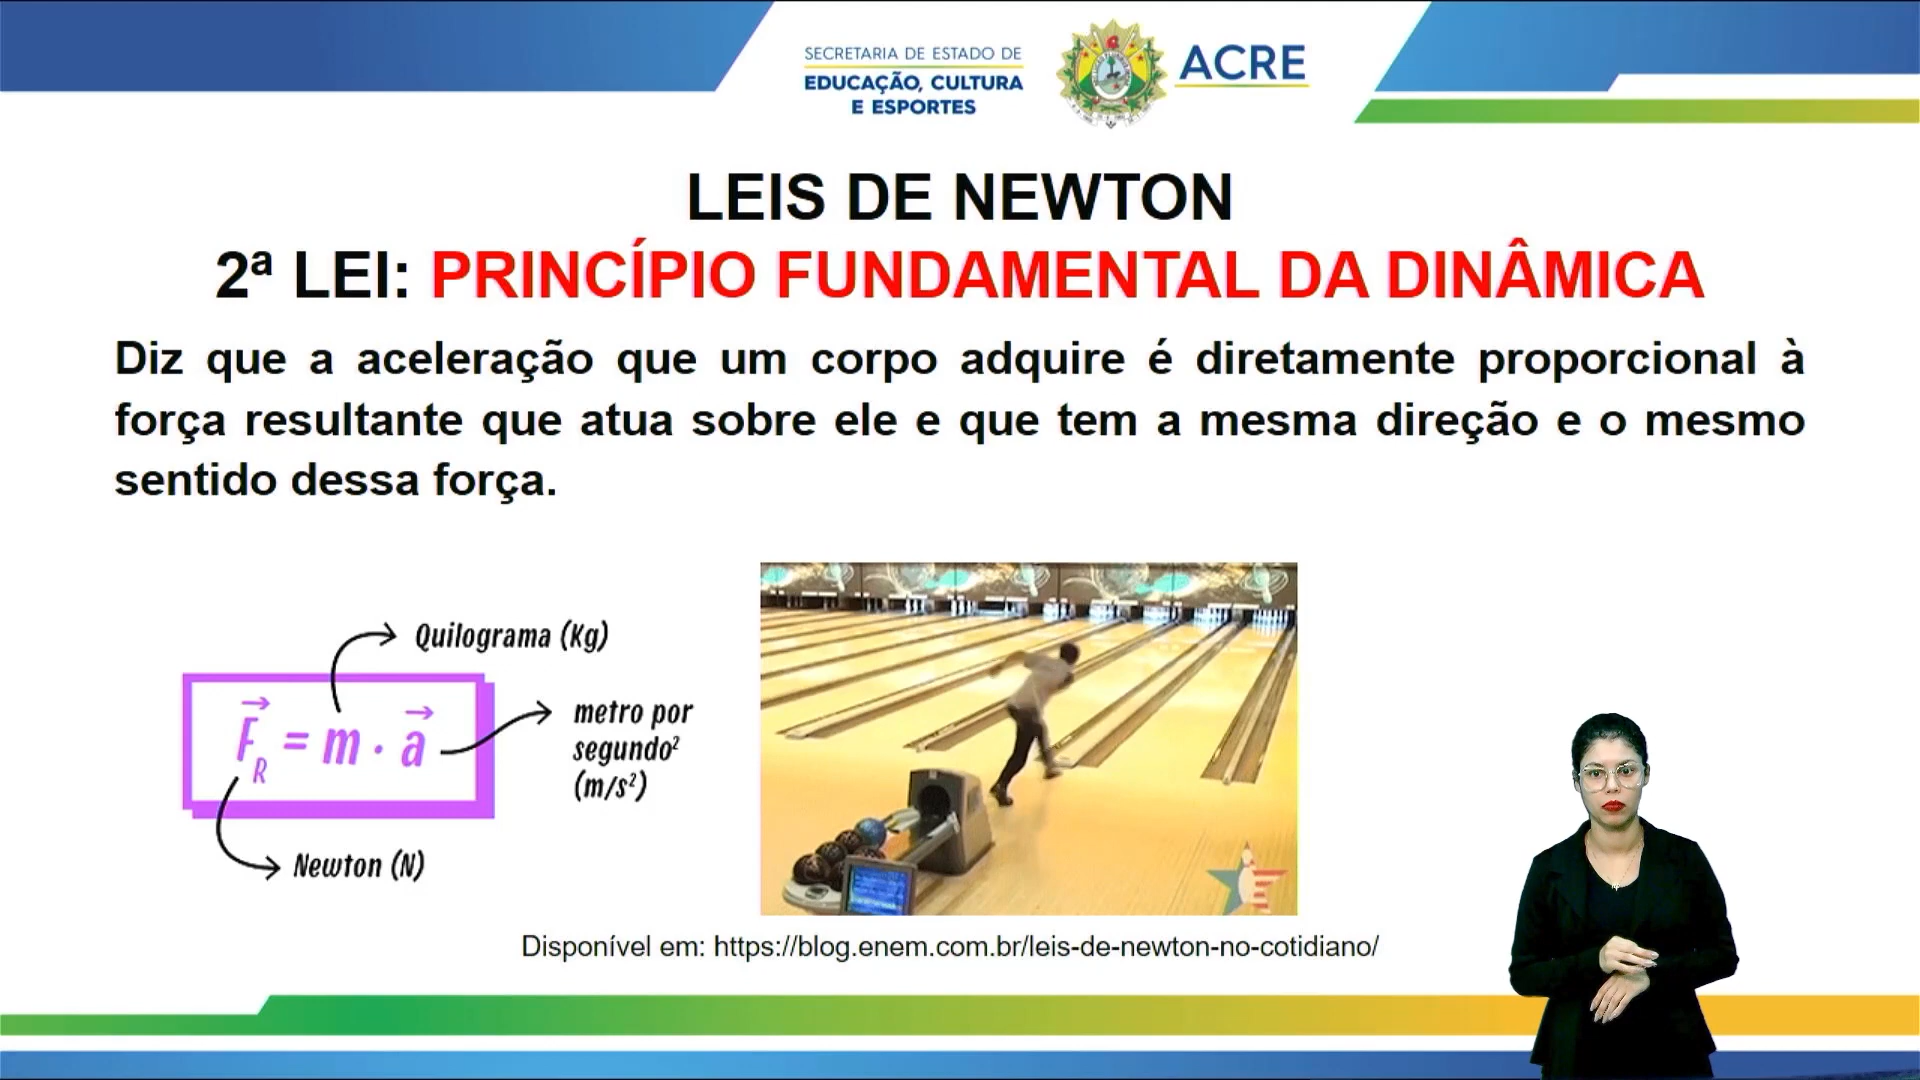 SECRETARIA DE ESTADO DE
EDUCAÇÃO, CULTURA
E ESPORTES
ACRE
LEIS DE NEWTON
2ª LEI: PRINCÍPIO FUNDAMENTAL DA DINÂMICA
Diz que a aceleração que um corpo adquire é diretamente proporcional à
força resultante que atua sobre ele e que tem a mesma direção e o mesmo
sentido dessa força.
Quilograma (Kg)
F⃗R = m · a⃗
metro por
segundo²
(m/s²)
Newton (N)
Disponível em: https://blog.enem.com.br/leis-de-newton-no-cotidiano/